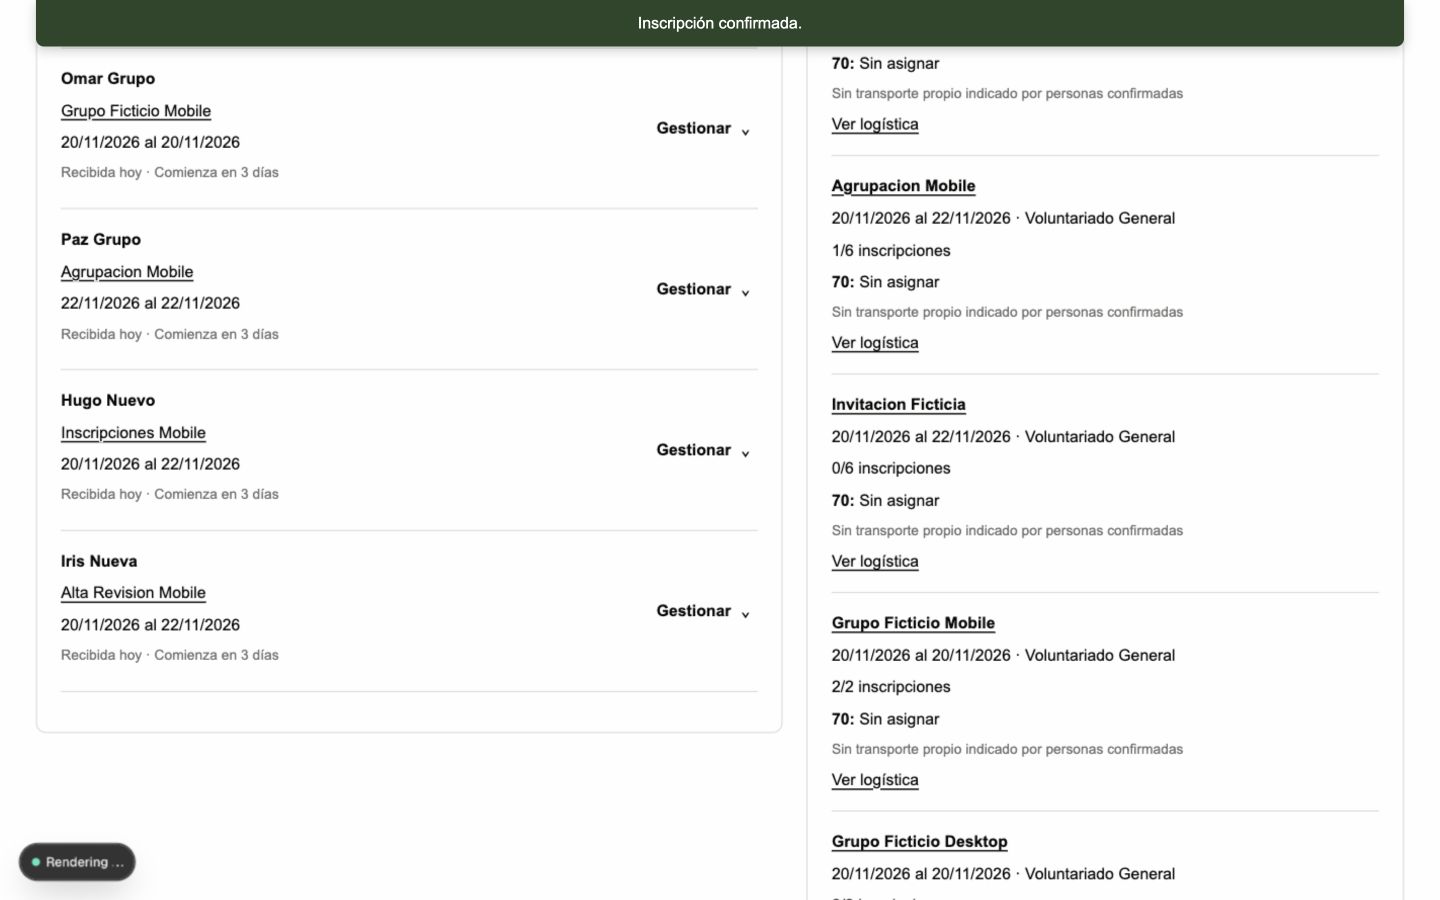 Inscripción confirmada.
Omar Grupo
Grupo Ficticio Mobile
20/11/2026 al 20/11/2026
Recibida hoy · Comienza en 3 días
Gestionar
Paz Grupo
Agrupacion Mobile
22/11/2026 al 22/11/2026
Recibida hoy · Comienza en 3 días
Gestionar
Hugo Nuevo
Inscripciones Mobile
20/11/2026 al 22/11/2026
Recibida hoy · Comienza en 3 días
Gestionar
Iris Nueva
Alta Revision Mobile
20/11/2026 al 22/11/2026
Recibida hoy · Comienza en 3 días
Gestionar
70: Sin asignar
Sin transporte propio indicado por personas confirmadas
Ver logística
Agrupacion Mobile
20/11/2026 al 22/11/2026 · Voluntariado General
1/6 inscripciones
70: Sin asignar
Sin transporte propio indicado por personas confirmadas
Ver logística
Invitacion Ficticia
20/11/2026 al 22/11/2026 · Voluntariado General
0/6 inscripciones
70: Sin asignar
Sin transporte propio indicado por personas confirmadas
Ver logística
Grupo Ficticio Mobile
20/11/2026 al 20/11/2026 · Voluntariado General
2/2 inscripciones
70: Sin asignar
Sin transporte propio indicado por personas confirmadas
Ver logística
Grupo Ficticio Desktop
20/11/2026 al 20/11/2026 · Voluntariado General
Rendering ...